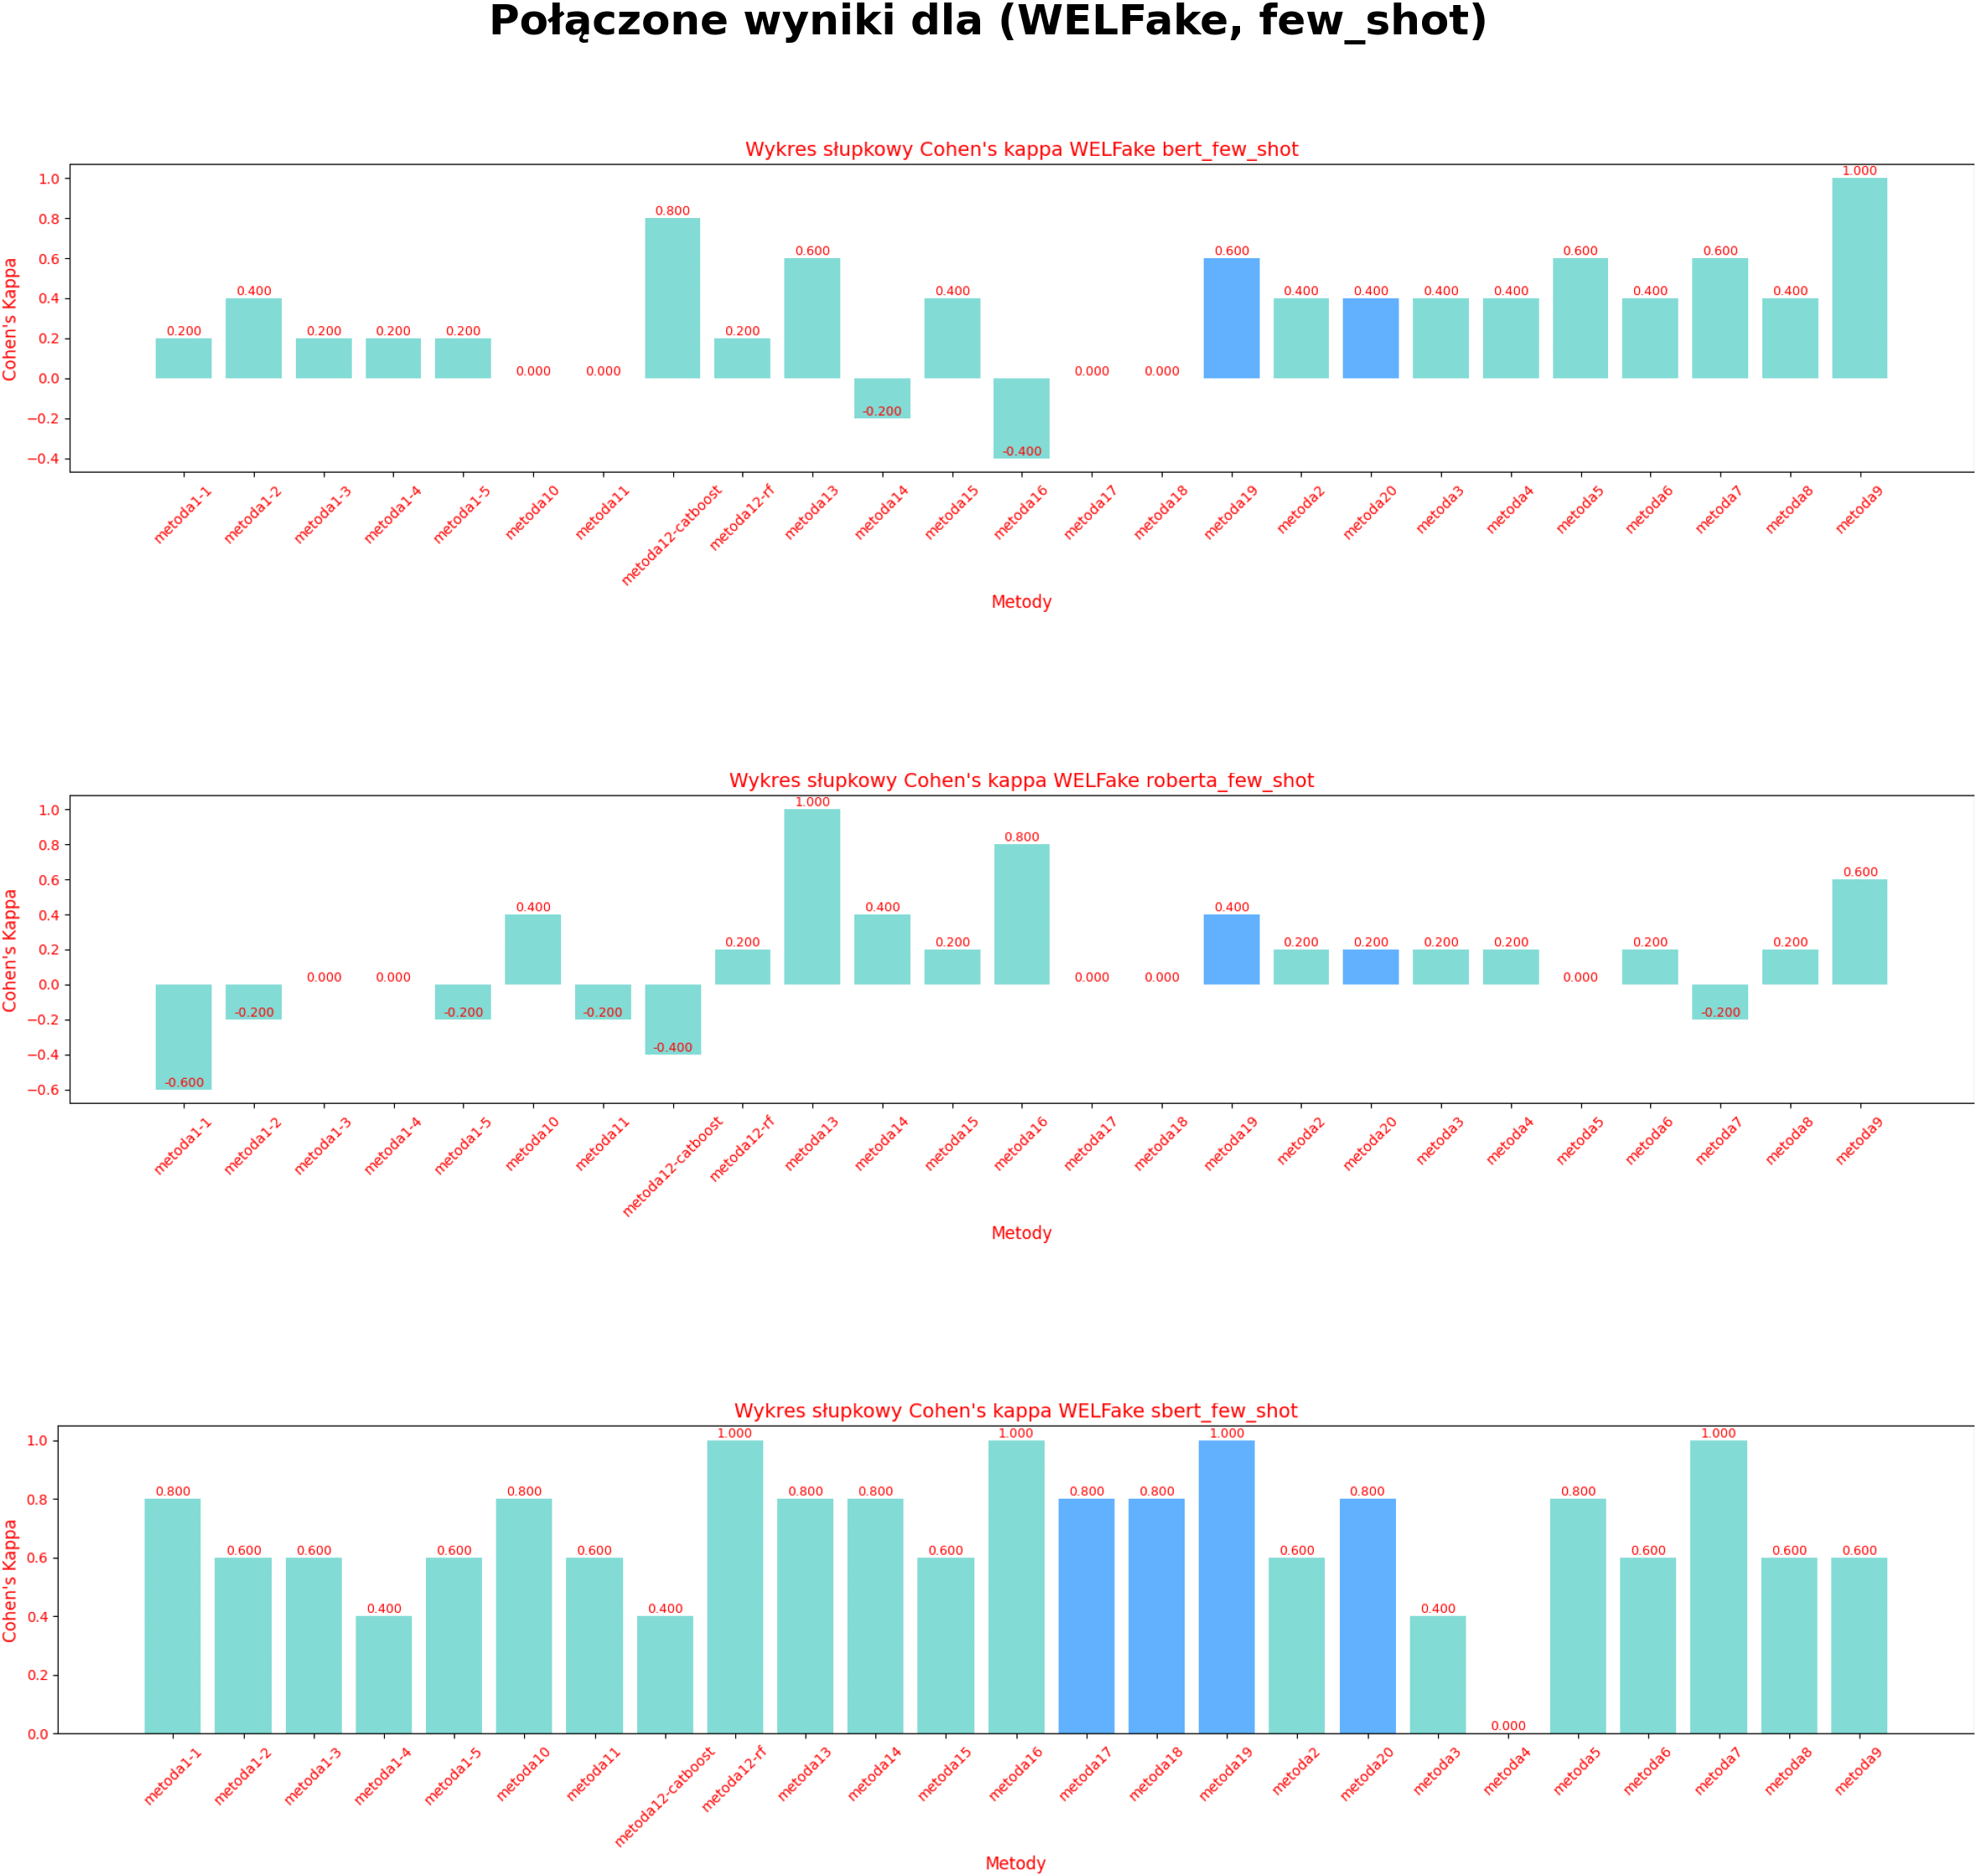 Połączone wyniki dla (WELFake, few_shot)
Wykres słupkowy Cohen's kappa WELFake bert_few_shot
Cohen's Kappa
1.0
0.8
0.6
0.4
0.2
0.0
−0.2
−0.4
0.200 0.400 0.200 0.200 0.200 0.000 0.000 0.800 0.200 0.600 -0.200 0.400 -0.400 0.000 0.000 0.600 0.400 0.400 0.400 0.400 0.600 0.400 0.600 0.400 1.000
metoda1-1 metoda1-2 metoda1-3 metoda1-4 metoda1-5 metoda10 metoda11 metoda12-catboost metoda12-rf metoda13 metoda14 metoda15 metoda16 metoda17 metoda18 metoda19 metoda2 metoda20 metoda3 metoda4 metoda5 metoda6 metoda7 metoda8 metoda9
Metody
Wykres słupkowy Cohen's kappa WELFake roberta_few_shot
Cohen's Kappa
1.0
0.8
0.6
0.4
0.2
0.0
−0.2
−0.4
−0.6
-0.600 -0.200 0.000 0.000 -0.200 0.400 -0.200 -0.400 0.200 1.000 0.400 0.200 0.800 0.000 0.000 0.400 0.200 0.200 0.200 0.200 0.000 0.200 -0.200 0.200 0.600
metoda1-1 metoda1-2 metoda1-3 metoda1-4 metoda1-5 metoda10 metoda11 metoda12-catboost metoda12-rf metoda13 metoda14 metoda15 metoda16 metoda17 metoda18 metoda19 metoda2 metoda20 metoda3 metoda4 metoda5 metoda6 metoda7 metoda8 metoda9
Metody
Wykres słupkowy Cohen's kappa WELFake sbert_few_shot
Cohen's Kappa
1.0
0.8
0.6
0.4
0.2
0.0
0.800 0.600 0.600 0.400 0.600 0.800 0.600 0.400 1.000 0.800 0.800 0.600 1.000 0.800 0.800 1.000 0.600 0.800 0.400 0.000 0.800 0.600 1.000 0.600 0.600
metoda1-1 metoda1-2 metoda1-3 metoda1-4 metoda1-5 metoda10 metoda11 metoda12-catboost metoda12-rf metoda13 metoda14 metoda15 metoda16 metoda17 metoda18 metoda19 metoda2 metoda20 metoda3 metoda4 metoda5 metoda6 metoda7 metoda8 metoda9
Metody